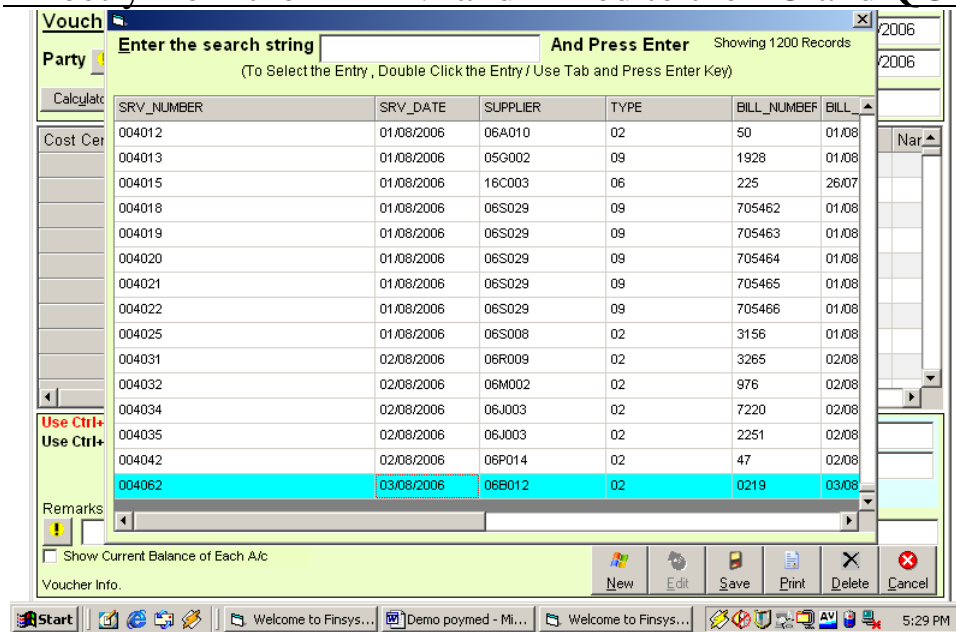 Vouch
/2006
Enter the search string And Press Enter Showing 1200 Records
Party /2006
(To Select the Entry , Double Click the Entry / Use Tab and Press Enter Key)
Calculato
SRV_NUMBER SRV_DATE SUPPLIER TYPE BILL_NUMBER BILL_
Cost Cer Nar
004012 01/08/2006 06A010 02 50 01/08
004013 01/08/2006 05G002 09 1928 01/08
004015 01/08/2006 16C003 06 225 26/07
004018 01/08/2006 06S029 09 705462 01/08
004019 01/08/2006 06S029 09 705463 01/08
004020 01/08/2006 06S029 09 705464 01/08
004021 01/08/2006 06S029 09 705465 01/08
004022 01/08/2006 06S029 09 705466 01/08
004025 01/08/2006 06S008 02 3156 01/08
004031 02/08/2006 06R009 02 3265 02/08
004032 02/08/2006 06M002 02 976 02/08
004034 02/08/2006 06J003 02 7220 02/08
Use Ctrl+
004035 02/08/2006 06J003 02 2251 02/08
Use Ctrl+
004042 02/08/2006 06P014 02 47 02/08
004062 03/08/2006 06B012 02 0219 03/08
Remarks
Show Current Balance of Each A/c
Voucher Info. New Edit Save Print Delete Cancel
Start Welcome to Finsys... Demo poymed - Mi... Welcome to Finsys... 5:29 PM